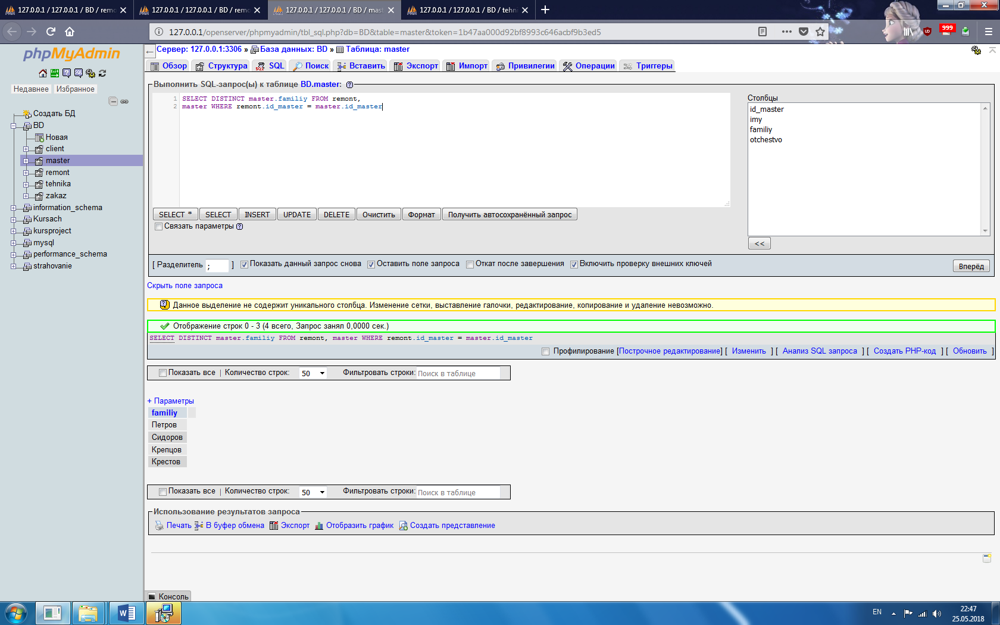 127.0.0.1 / 127.0.0.1 / BD / remo
127.0.0.1 / 127.0.0.1 / BD / remo
127.0.0.1 / 127.0.0.1 / BD / mast
127.0.0.1 / 127.0.0.1 / BD / tehni
127.0.0.1/openserver/phpmyadmin/tbl_sql.php?db=BD&table=master&token=1b47aa000d92bf8993c646acbf9b3ed5
999
phpMyAdmin
Недавнее Избранное
Создать БД
BD
Новая
client
master
remont
tehnika
zakaz
information_schema
Kursach
kursproject
mysql
performance_schema
strahovanie
Сервер: 127.0.0.1:3306 » База данных: BD » Таблица: master
Обзор Структура SQL Поиск Вставить Экспорт Импорт Привилегии Операции Триггеры
Выполнить SQL-запрос(ы) к таблице BD.master:
1 SELECT DISTINCT master.familiy FROM remont,
2 master WHERE remont.id_master = master.id_master
Столбцы
id_master
imy
familiy
otchestvo
<<
SELECT * SELECT INSERT UPDATE DELETE Очистить Формат Получить автосохранённый запрос
Связать параметры
[ Разделитель ; ] Показать данный запрос снова Оставить поле запроса Откат после завершения Включить проверку внешних ключей Вперёд
Скрыть поле запроса
Данное выделение не содержит уникального столбца. Изменение сетки, выставление галочки, редактирование, копирование и удаление невозможно.
Отображение строк 0 - 3 (4 всего, Запрос занял 0,0000 сек.)
SELECT DISTINCT master.familiy FROM remont, master WHERE remont.id_master = master.id_master
Профилирование [Построчное редактирование] [ Изменить ] [ Анализ SQL запроса ] [ Создать PHP-код ] [ Обновить ]
Показать все | Количество строк: 50 Фильтровать строки: Поиск в таблице
+ Параметры
familiy
Петров
Сидоров
Крепцов
Крестов
Показать все | Количество строк: 50 Фильтровать строки: Поиск в таблице
Использование результатов запроса
Печать В буфер обмена Экспорт Отобразить график Создать представление
Консоль
EN
22:47
25.05.2018